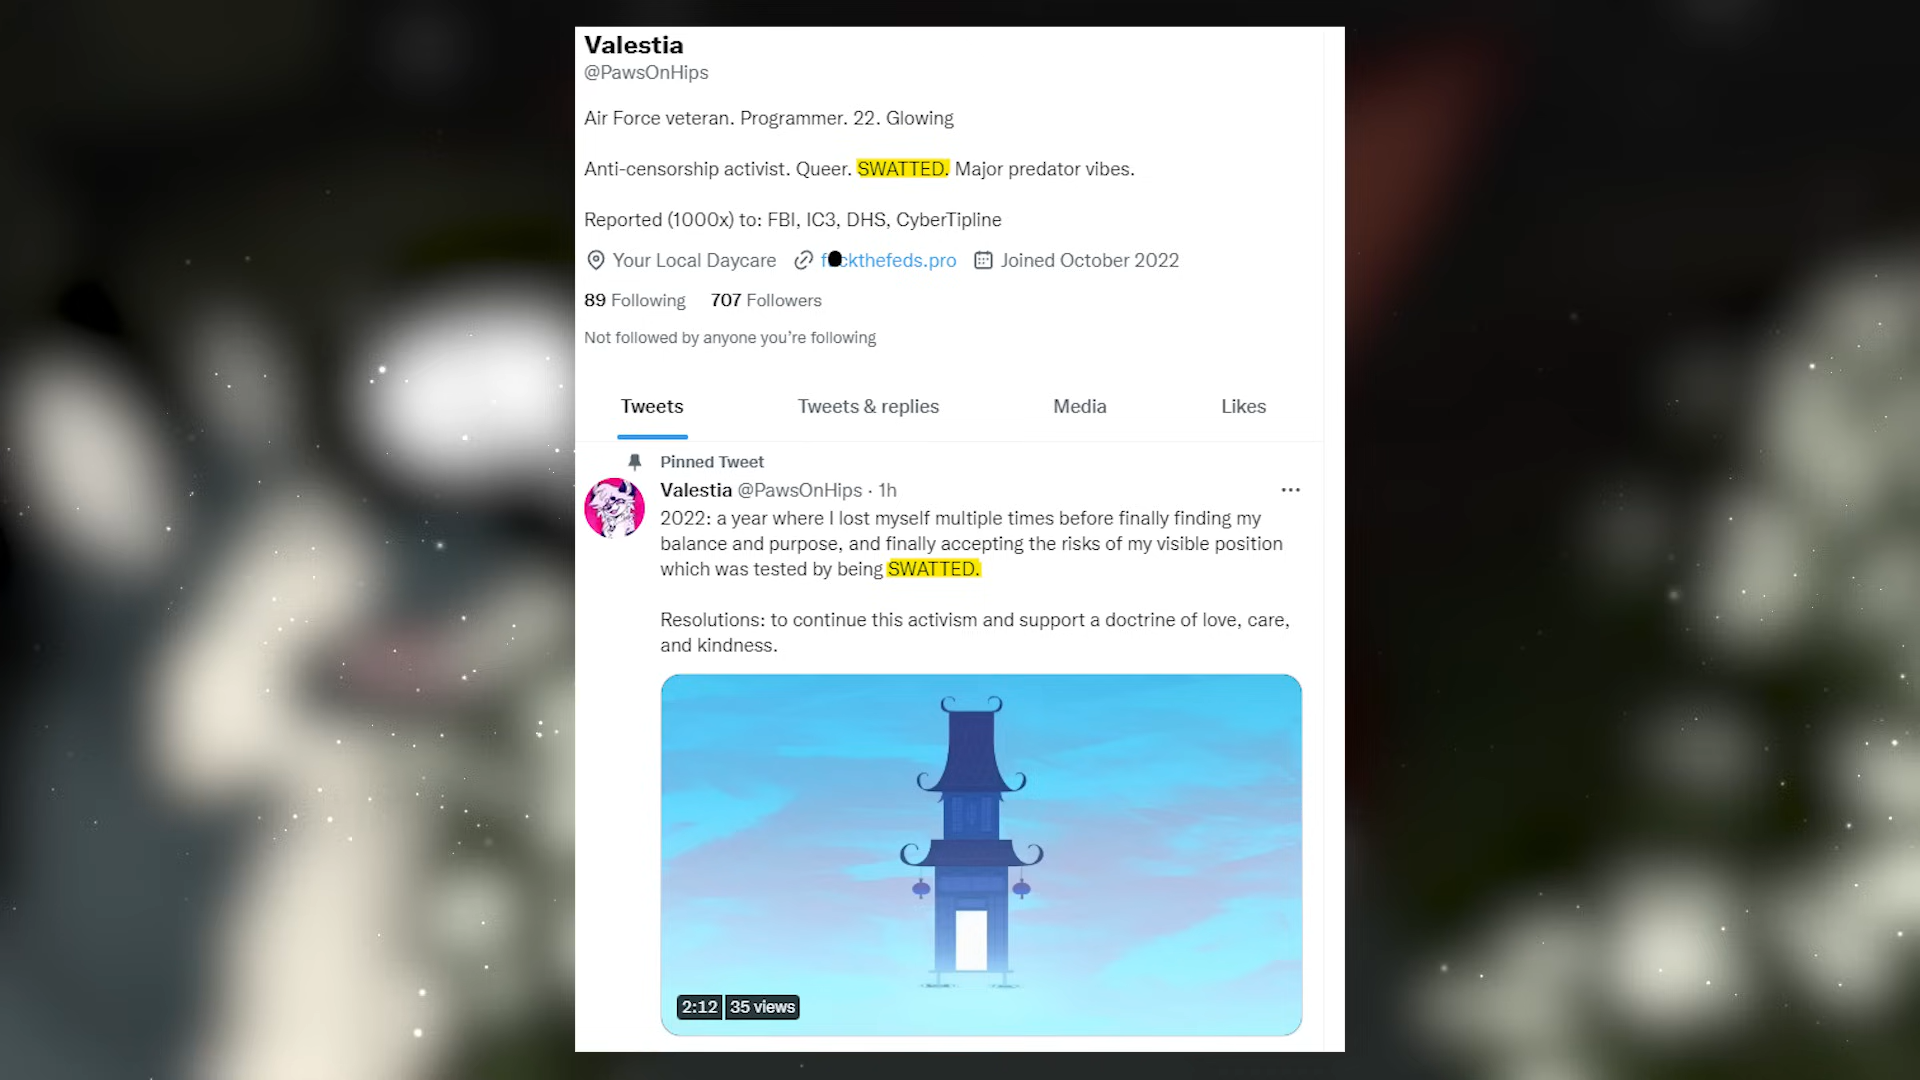 Valestia
@PawsOnHips
Air Force veteran. Programmer. 22. Glowing
Anti-censorship activist. Queer. SWATTED. Major predator vibes.
Reported (1000x) to: FBI, IC3, DHS, CyberTipline
Your Local Daycare f ckthefeds.pro Joined October 2022
89 Following 707 Followers
Not followed by anyone you’re following
Tweets Tweets & replies Media Likes
Pinned Tweet
Valestia @PawsOnHips · 1h
2022: a year where I lost myself multiple times before finally finding my
balance and purpose, and finally accepting the risks of my visible position
which was tested by being SWATTED.
Resolutions: to continue this activism and support a doctrine of love, care,
and kindness.
2:12 35 views